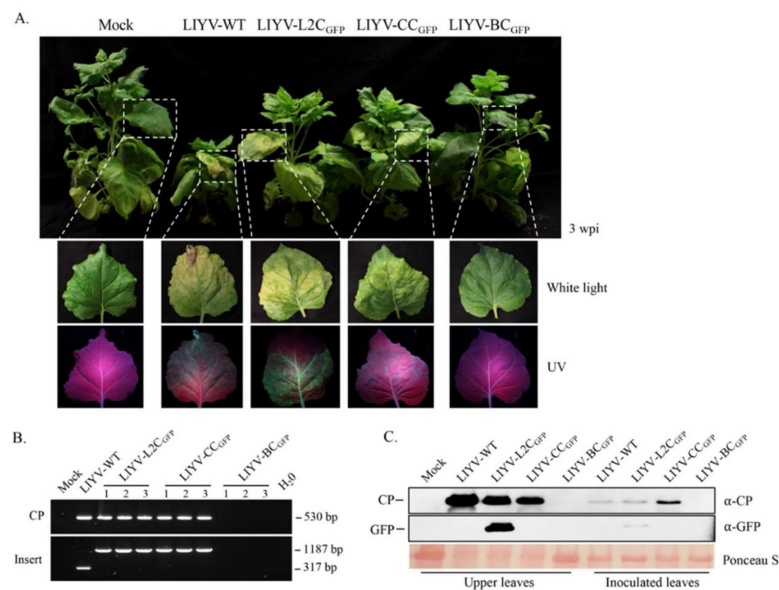 A.
Mock LIYV-WT LIYV-L2CGFP LIYV-CCGFP LIYV-BCGFP
3 wpi
White light
UV
B.
Mock LIYV-WT LIYV-L2CGFP LIYV-CCGFP LIYV-BCGFP H20
1 2 3 1 2 3 1 2 3
CP – 530 bp
Insert – 1187 bp
– 317 bp
C.
Mock LIYV-WT LIYV-L2CGFP LIYV-CCGFP LIYV-BCGFP LIYV-WT LIYV-L2CGFP LIYV-CCGFP LIYV-BCGFP
CP– α-CP
GFP– α-GFP
Ponceau S
Upper leaves Inoculated leaves